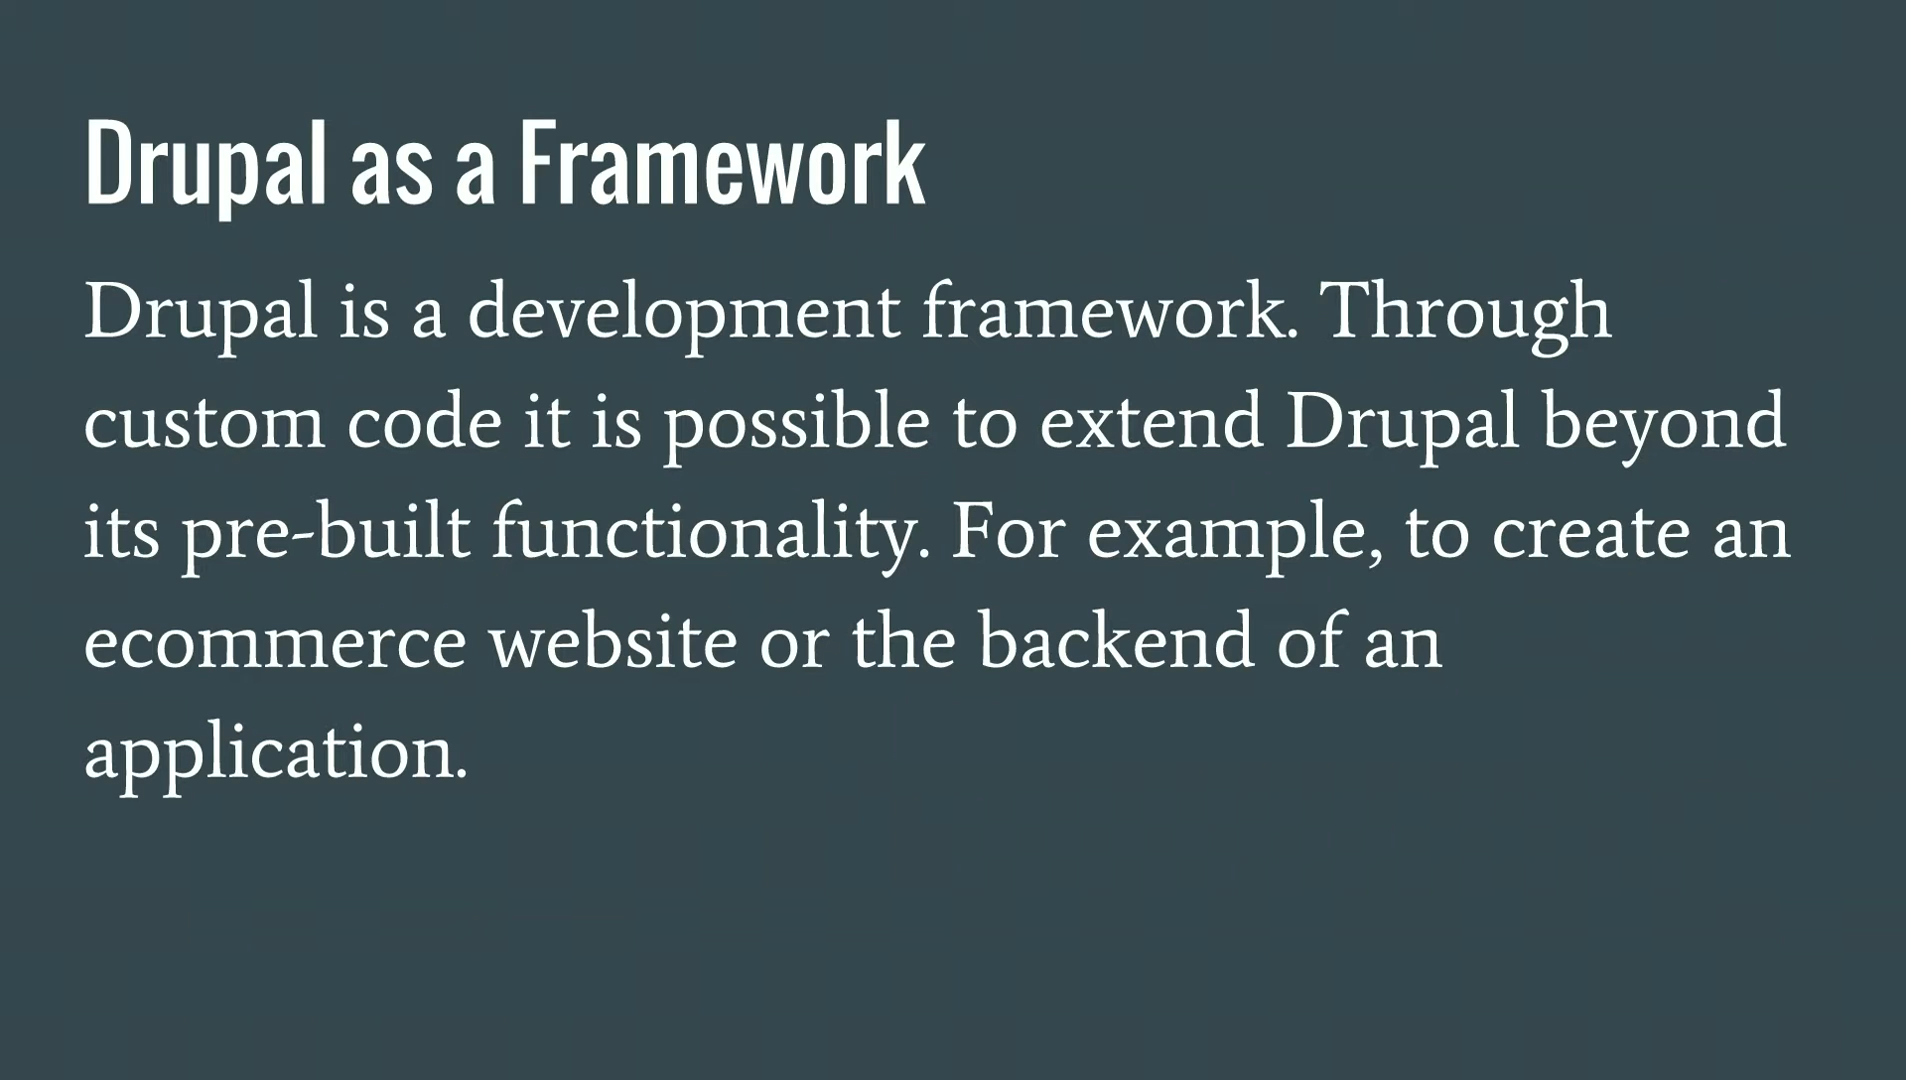 Drupal as a Framework
Drupal is a development framework. Through
custom code it is possible to extend Drupal beyond
its pre-built functionality. For example, to create an
ecommerce website or the backend of an
application.